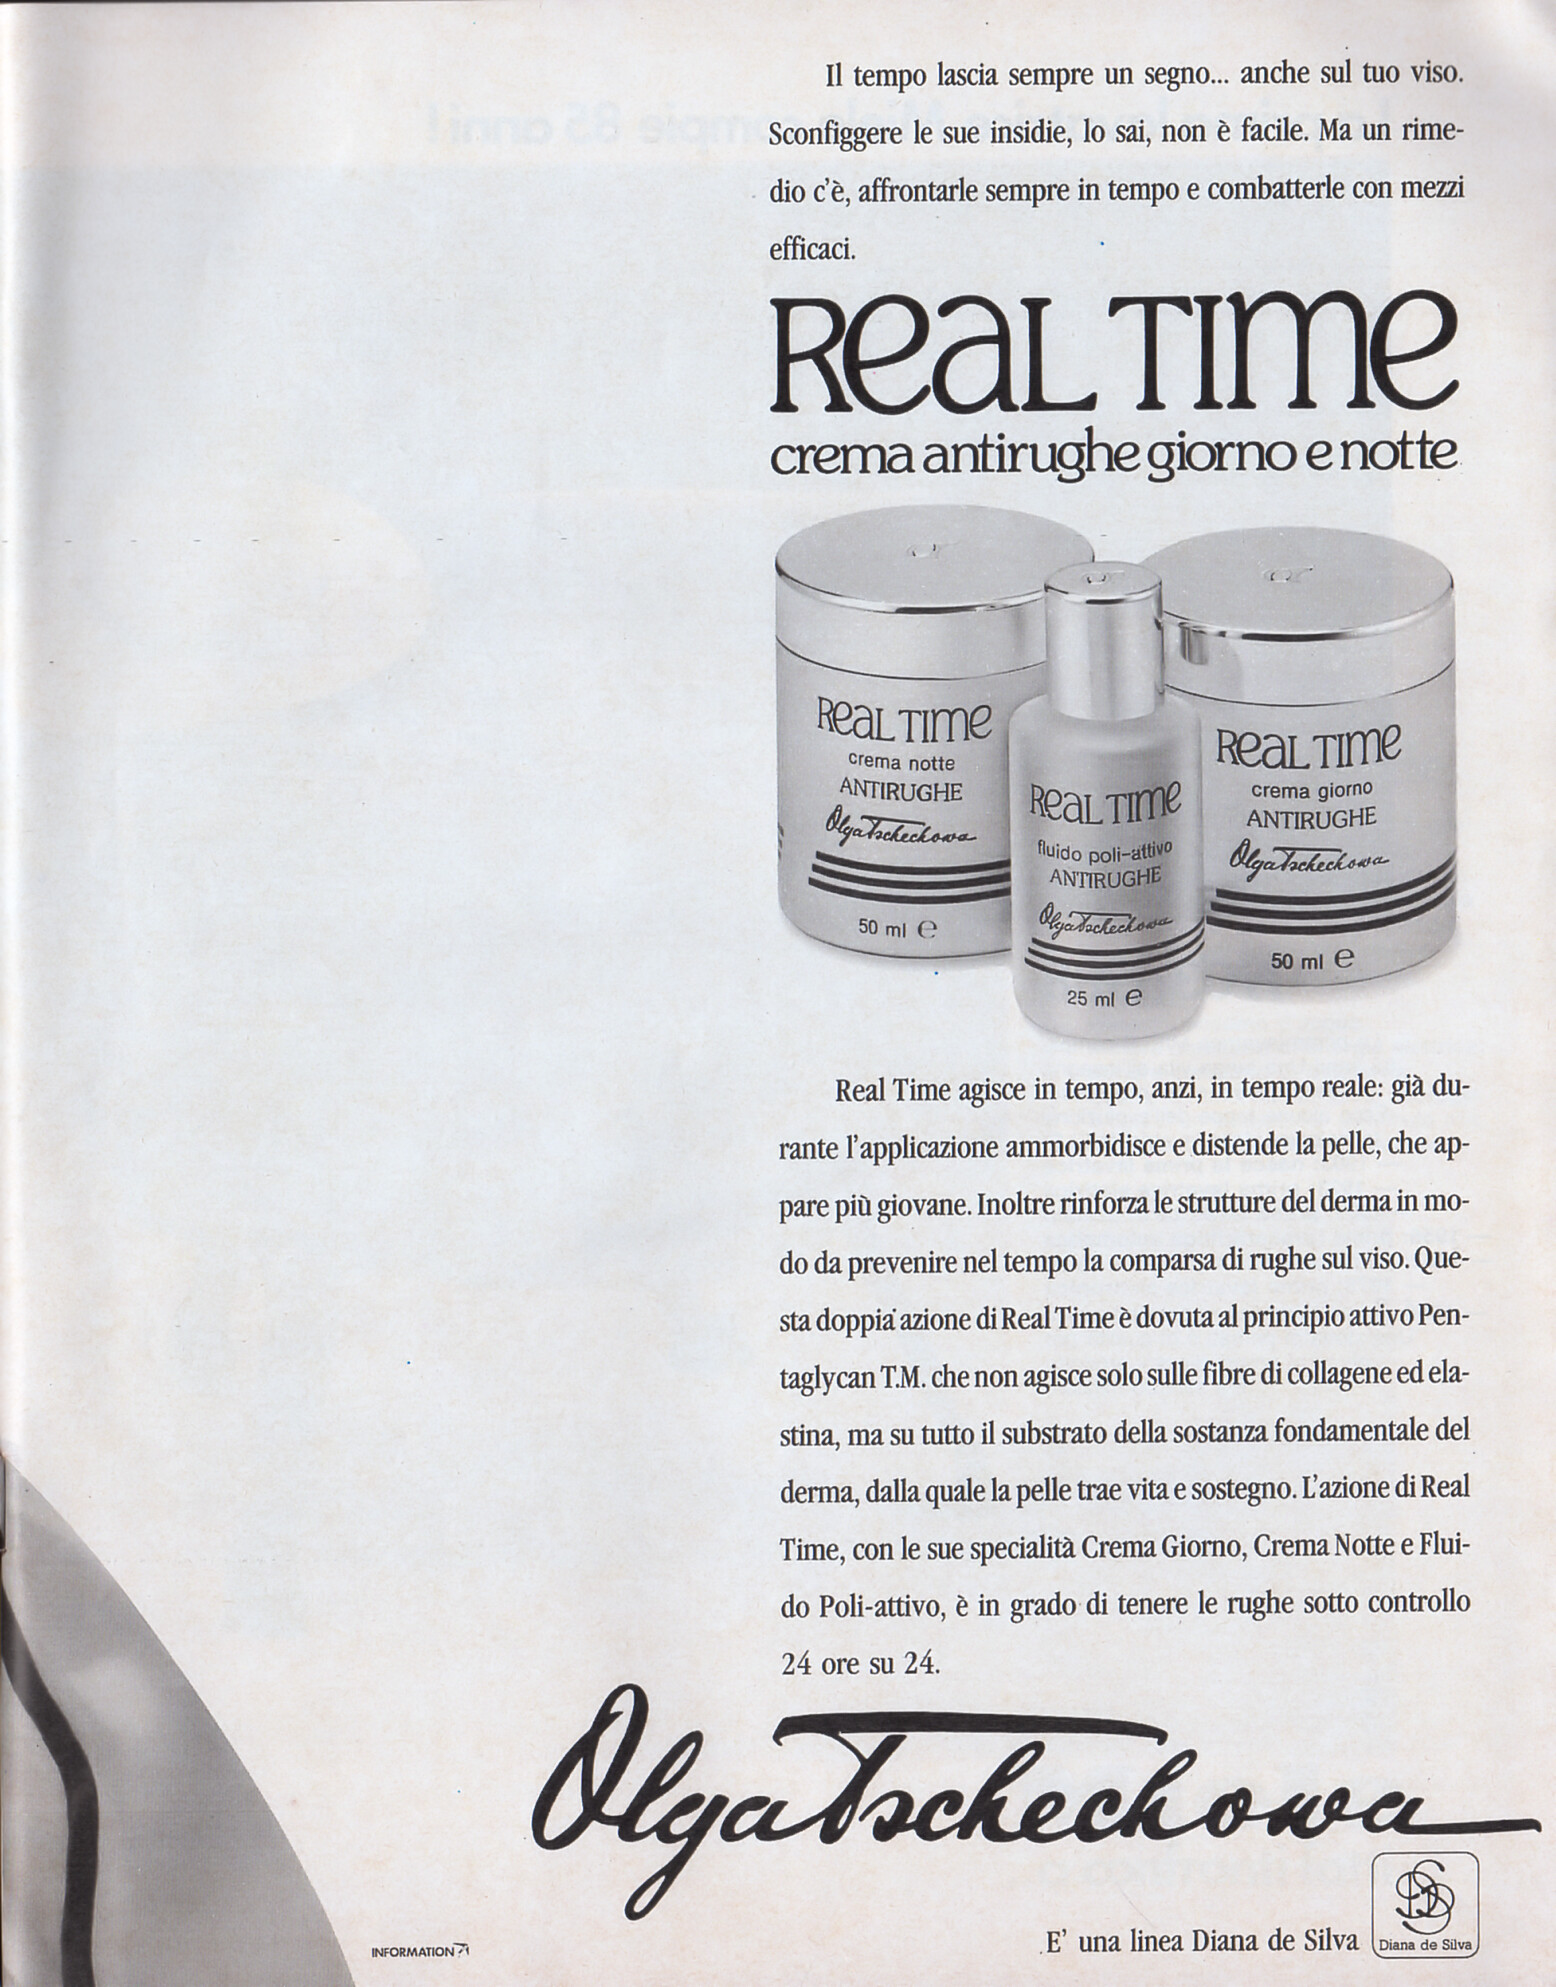 Il tempo lascia sempre un segno... anche sul tuo viso.
Sconfiggere le sue insidie, lo sai, non è facile. Ma un rime-
dio c'è, affrontarle sempre in tempo e combatterle con mezzi
efficaci.
REAL TIME
crema antirughe giorno e notte
REAL TIME
crema notte
ANTIRUGHE
Olga Tschechowa
50 ml e
REAL TIME
fluido poli-attivo
ANTIRUGHE
Olga Tschechowa
25 ml e
REAL TIME
crema giorno
ANTIRUGHE
Olga Tschechowa
50 ml e
Real Time agisce in tempo, anzi, in tempo reale: già du-
rante l'applicazione ammorbidisce e distende la pelle, che ap-
pare più giovane. Inoltre rinforza le strutture del derma in mo-
do da prevenire nel tempo la comparsa di rughe sul viso. Que-
sta doppia azione di Real Time è dovuta al principio attivo Pen-
taglycan T.M. che non agisce solo sulle fibre di collagene ed ela-
stina, ma su tutto il substrato della sostanza fondamentale del
derma, dalla quale la pelle trae vita e sostegno. L'azione di Real
Time, con le sue specialità Crema Giorno, Crema Notte e Flui-
do Poli-attivo, è in grado di tenere le rughe sotto controllo
24 ore su 24.
Olga Tschechowa
E' una linea Diana de Silva
Diana de Silva
INFORMATION